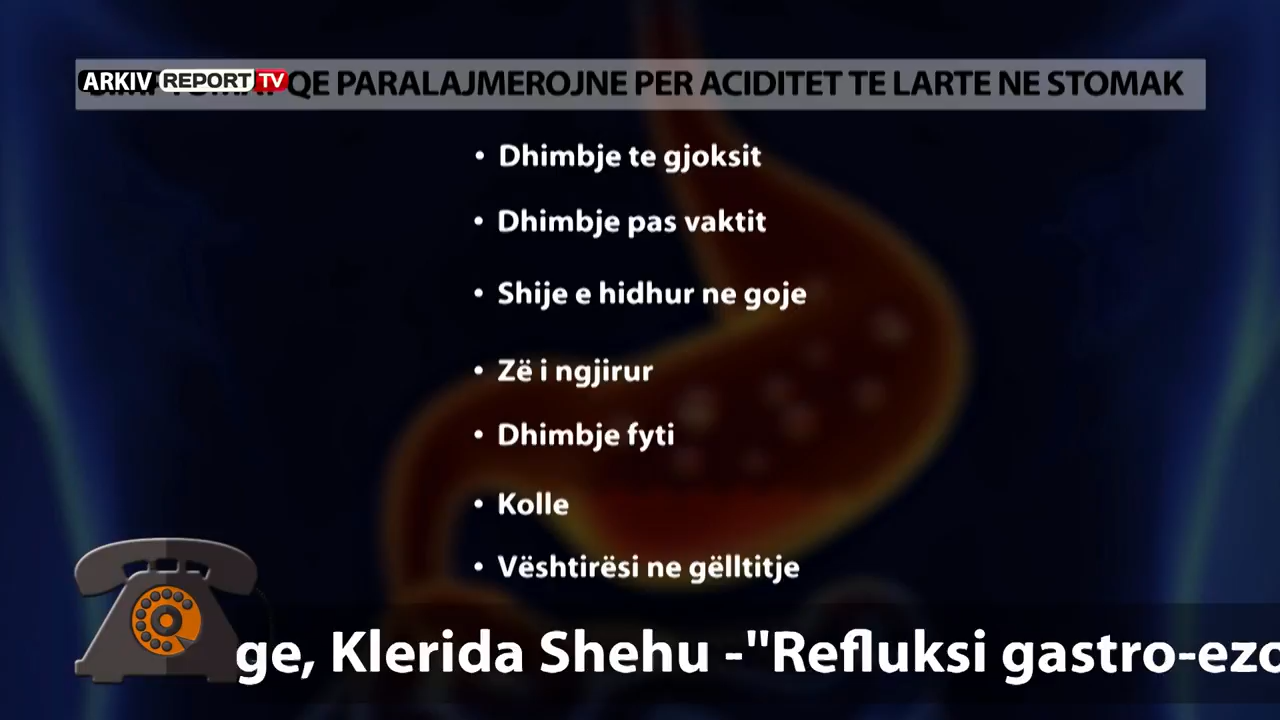 ARKIV REPORT TV
QE PARALAJMEROJNE PER ACIDITET TE LARTE NE STOMAK
• Dhimbje te gjoksit
• Dhimbje pas vaktit
• Shije e hidhur ne goje
• Zë i ngjirur
• Dhimbje fyti
• Kolle
• Vështirësi ne gëlltitje
ge, Klerida Shehu -"Refluksi gastro-ezo